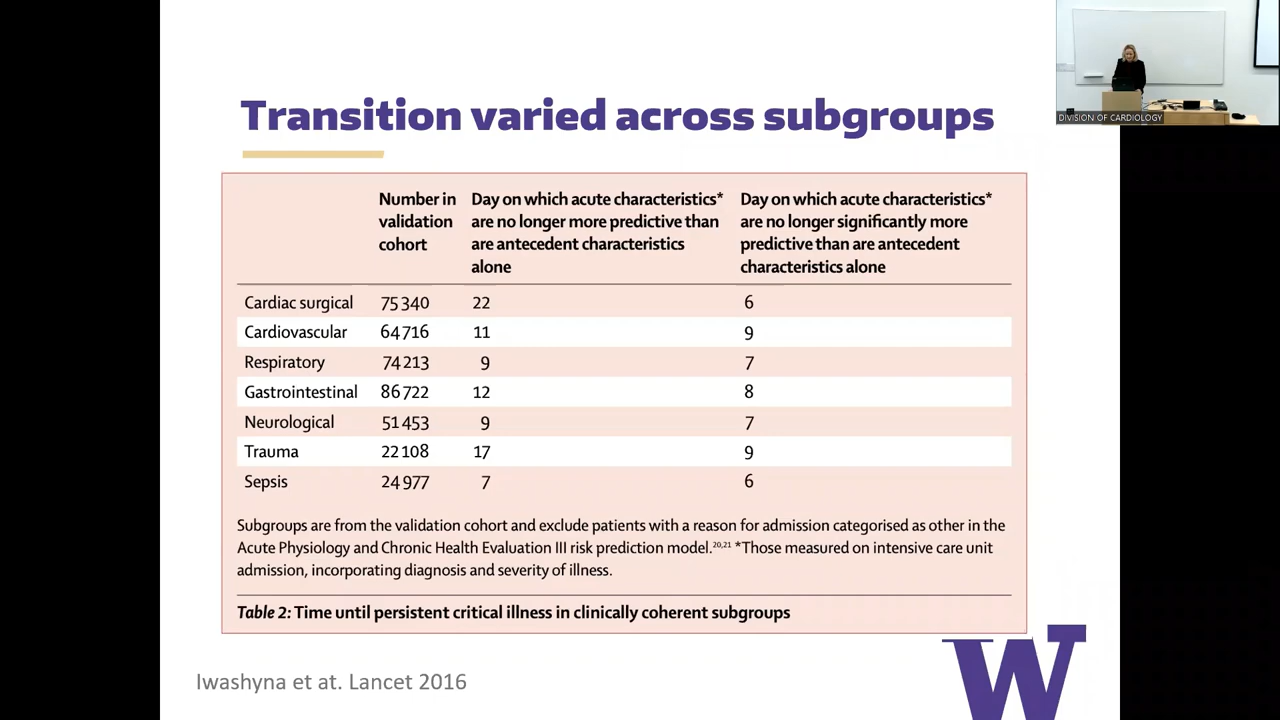 DIVISION OF CARDIOLOGY
Transition varied across subgroups
Number in validation cohort Day on which acute characteristics* are no longer more predictive than are antecedent characteristics alone Day on which acute characteristics* are no longer significantly more predictive than are antecedent characteristics alone
Cardiac surgical 75 340 22 6
Cardiovascular 64 716 11 9
Respiratory 74 213 9 7
Gastrointestinal 86 722 12 8
Neurological 51 453 9 7
Trauma 22 108 17 9
Sepsis 24 977 7 6
Subgroups are from the validation cohort and exclude patients with a reason for admission categorised as other in the
Acute Physiology and Chronic Health Evaluation III risk prediction model.20,21 *Those measured on intensive care unit
admission, incorporating diagnosis and severity of illness.
Table 2: Time until persistent critical illness in clinically coherent subgroups
Iwashyna et at. Lancet 2016
W